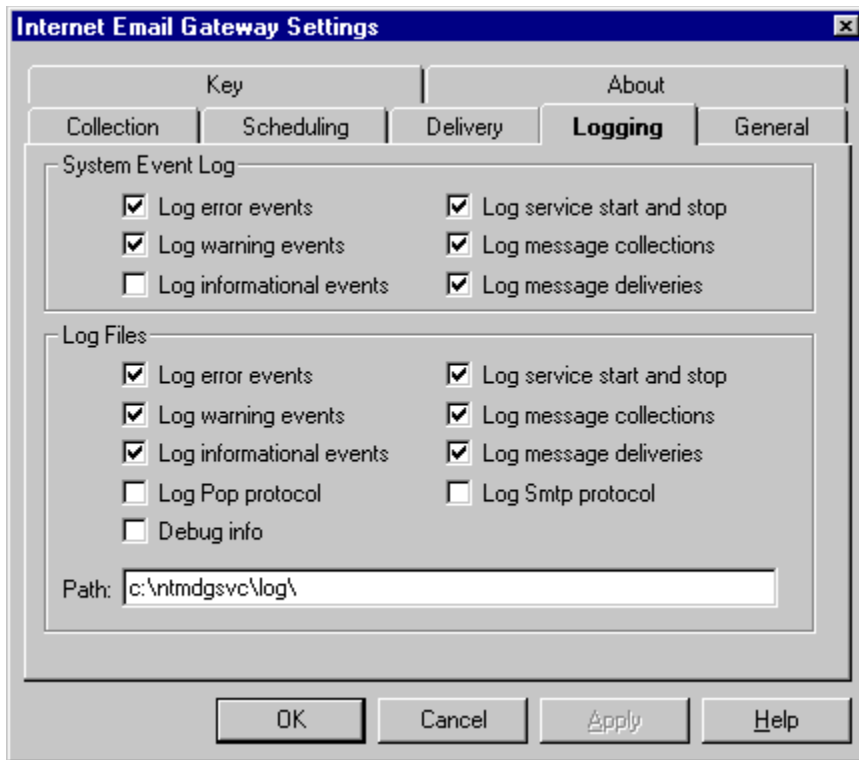 Internet Email Gateway Settings
Key About
Collection Scheduling Delivery Logging General
System Event Log
Log error events Log service start and stop
Log warning events Log message collections
Log informational events Log message deliveries
Log Files
Log error events Log service start and stop
Log warning events Log message collections
Log informational events Log message deliveries
Log Pop protocol Log Smtp protocol
Debug info
Path: c:\ntmdgsvc\log\
OK Cancel Apply Help